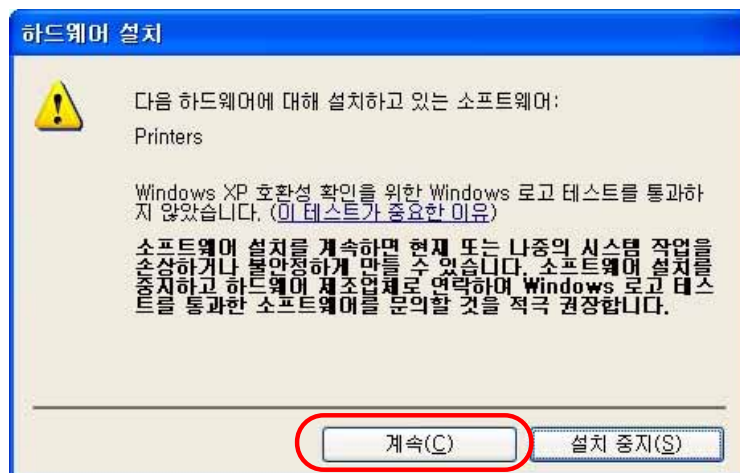 하드웨어 설치
다음 하드웨어에 대해 설치하고 있는 소프트웨어:
Printers
Windows XP 호환성 확인을 위한 Windows 로고 테스트를 통과하
지 않았습니다. (이 테스트가 중요한 이유)
소프트웨어 설치를 계속하면 현재 또는 나중의 시스템 작업을
손상하거나 불안정하게 만들 수 있습니다. 소프트웨어 설치를
중지하고 하드웨어 제조업체로 연락하여 Windows 로고 테스
트를 통과한 소프트웨어를 문의할 것을 적극 권장합니다.
계속(C) 설치 중지(S)